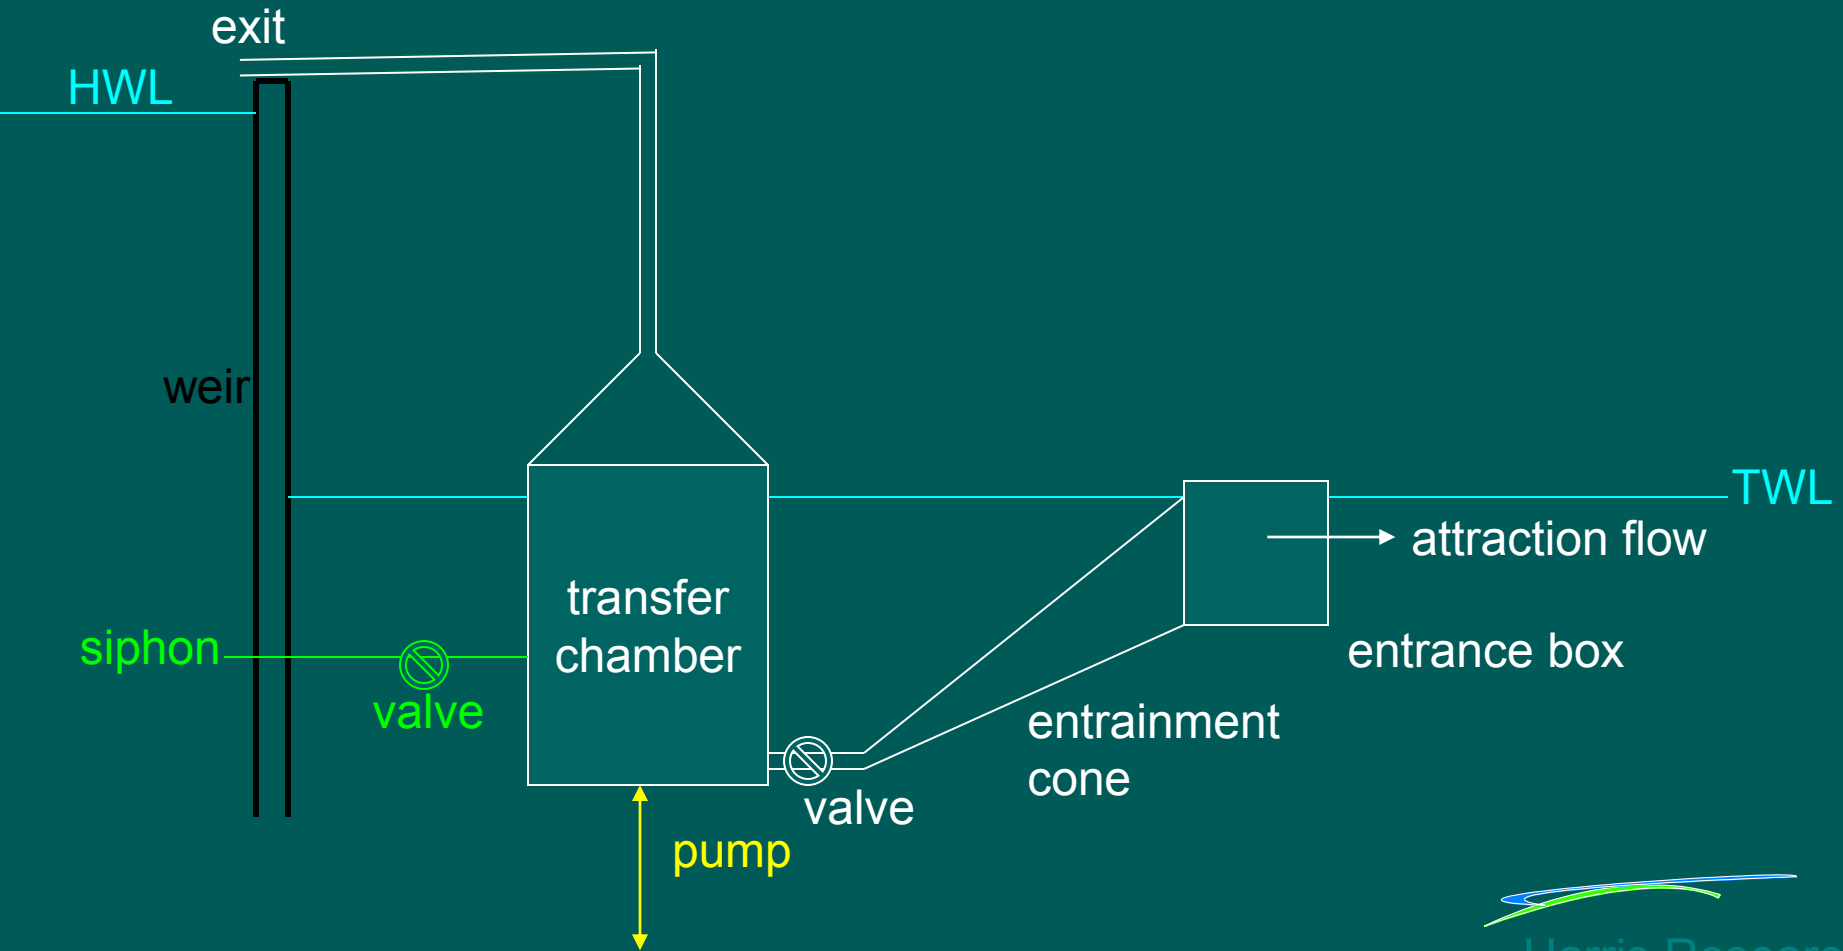 exit
HWL
weir
TWL
attraction flow
transfer
chamber
siphon
valve
entrance box
entrainment
cone
valve
pump